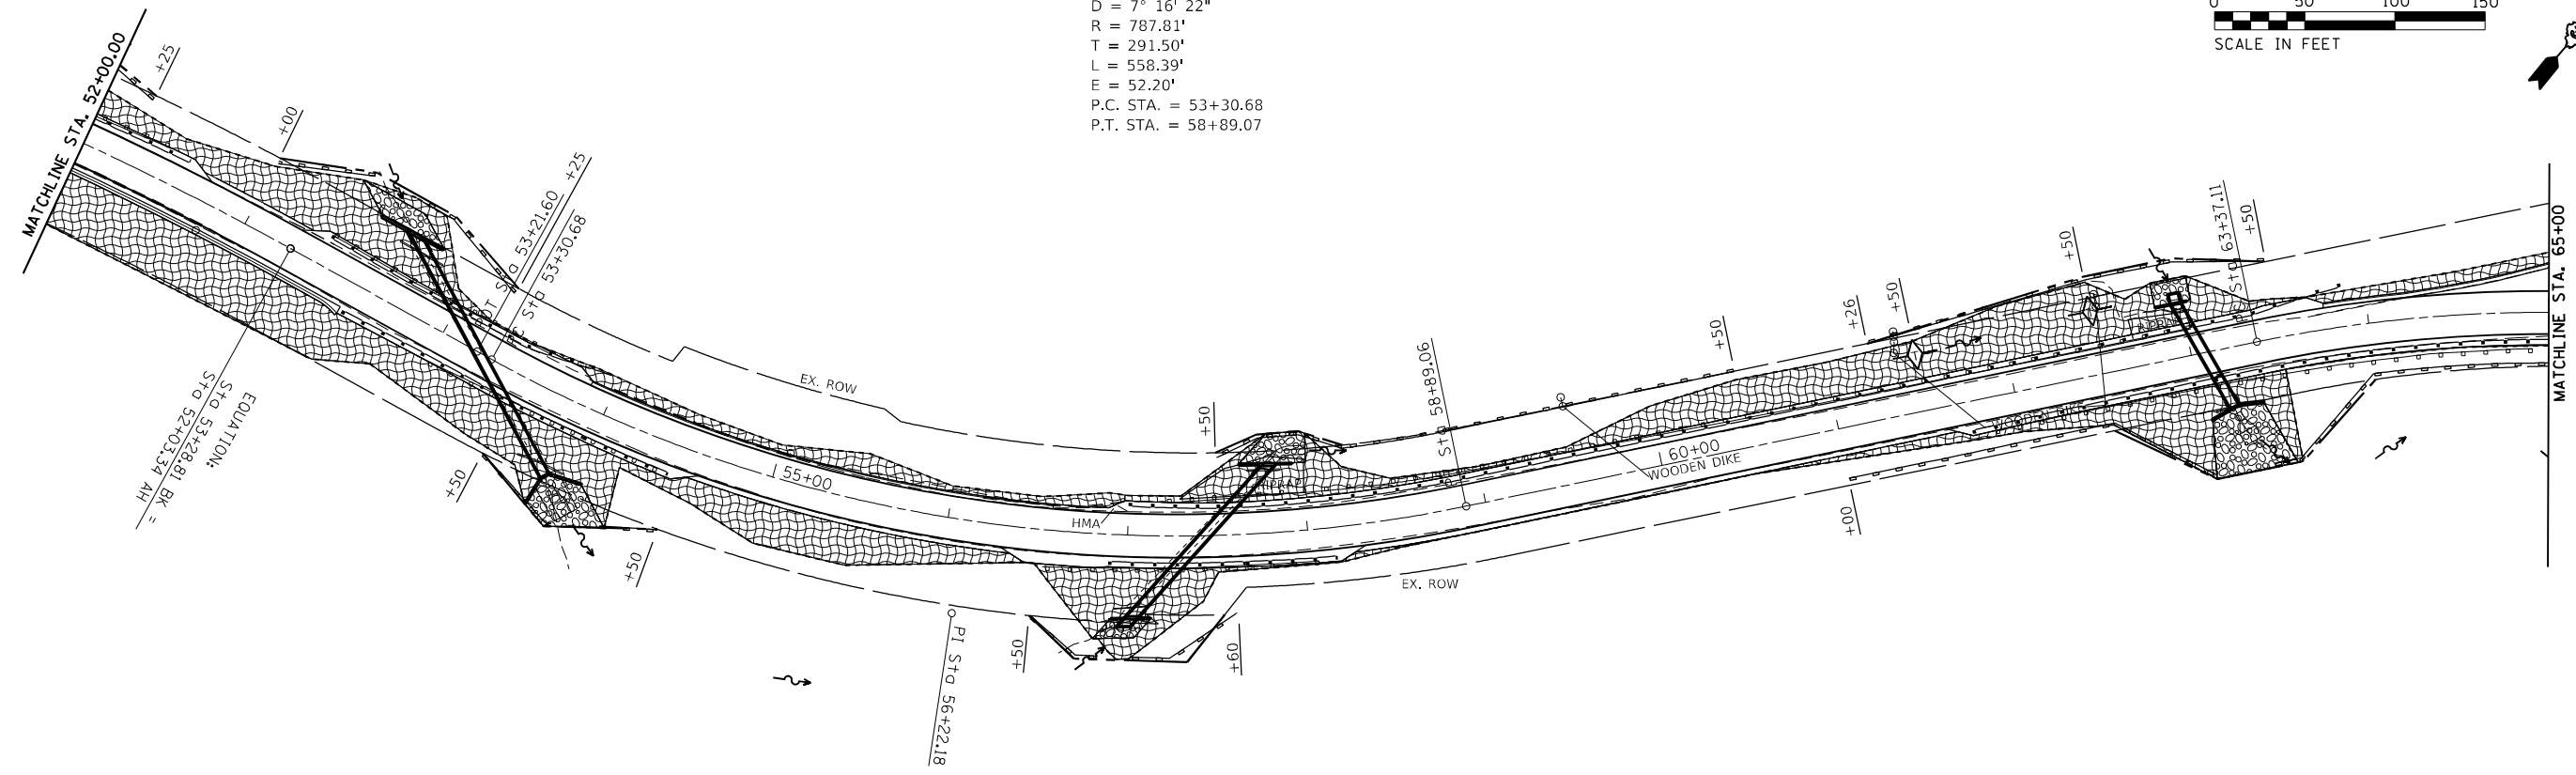 D = 7° 16' 22"
R = 787.81'
T = 291.50'
L = 558.39'
E = 52.20'
P.C. STA. = 53+30.68
P.T. STA. = 58+89.07
0 50 100 150
SCALE IN FEET
MATCHLINE STA. 52+00.00
+25
+00
Sta 53+21.60
+25
Sta 53+30.68
EQUATION:
Sta 53+28.81 BK =
Sta 52+03.34 AH
+50
+50
55+00
EX. ROW
HMA
+50
RIPRAP
+50
+60
PI Sta 56+22.18
Sta 58+89.06
EX. ROW
WOODEN DIKE
60+00
+50
+26
+50
+00
WOODEN DIKE
+50
RIPRAP
Sta 63+37.11
+50
MATCHLINE STA. 65+00